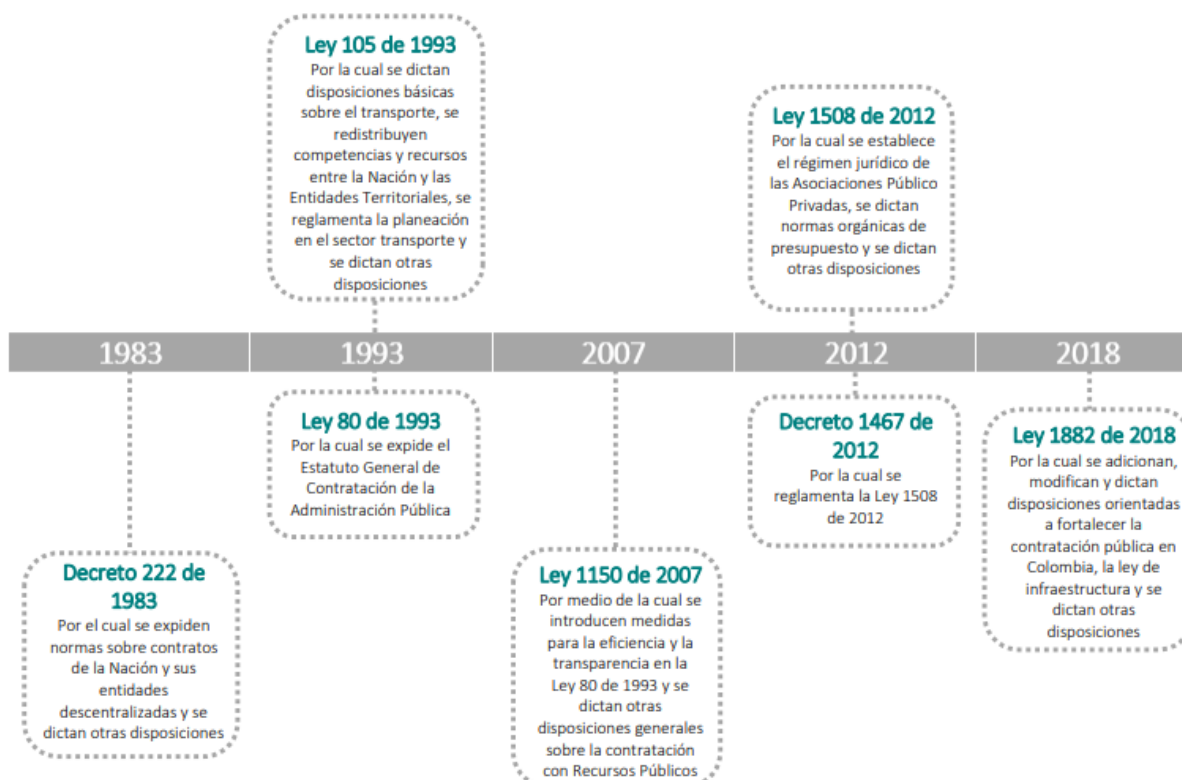 Ley 105 de 1993
Por la cual se dictan
disposiciones básicas
sobre el transporte, se
redistribuyen
competencias y recursos
entre la Nación y las
Entidades Territoriales, se
reglamenta la planeación
en el sector transporte y
se dictan otras
disposiciones
Ley 1508 de 2012
Por la cual se establece
el régimen jurídico de
las Asociaciones Público
Privadas, se dictan
normas orgánicas de
presupuesto y se dictan
otras disposiciones
1983
1993
2007
2012
2018
Decreto 222 de
1983
Por el cual se expiden
normas sobre contratos
de la Nación y sus
entidades
descentralizadas y se
dictan otras disposiciones
Ley 80 de 1993
Por la cual se expide el
Estatuto General de
Contratación de la
Administración Pública
Ley 1150 de 2007
Por medio de la cual se
introducen medidas
para la eficiencia y la
transparencia en la
Ley 80 de 1993 y se
dictan otras
disposiciones generales
sobre la contratación
con Recursos Públicos
Decreto 1467 de
2012
Por la cual se
reglamenta la Ley 1508
de 2012
Ley 1882 de 2018
Por la cual se adicionan,
modifican y dictan
disposiciones orientadas
a fortalecer la
contratación pública en
Colombia, la ley de
infraestructura y se
dictan otras
disposiciones